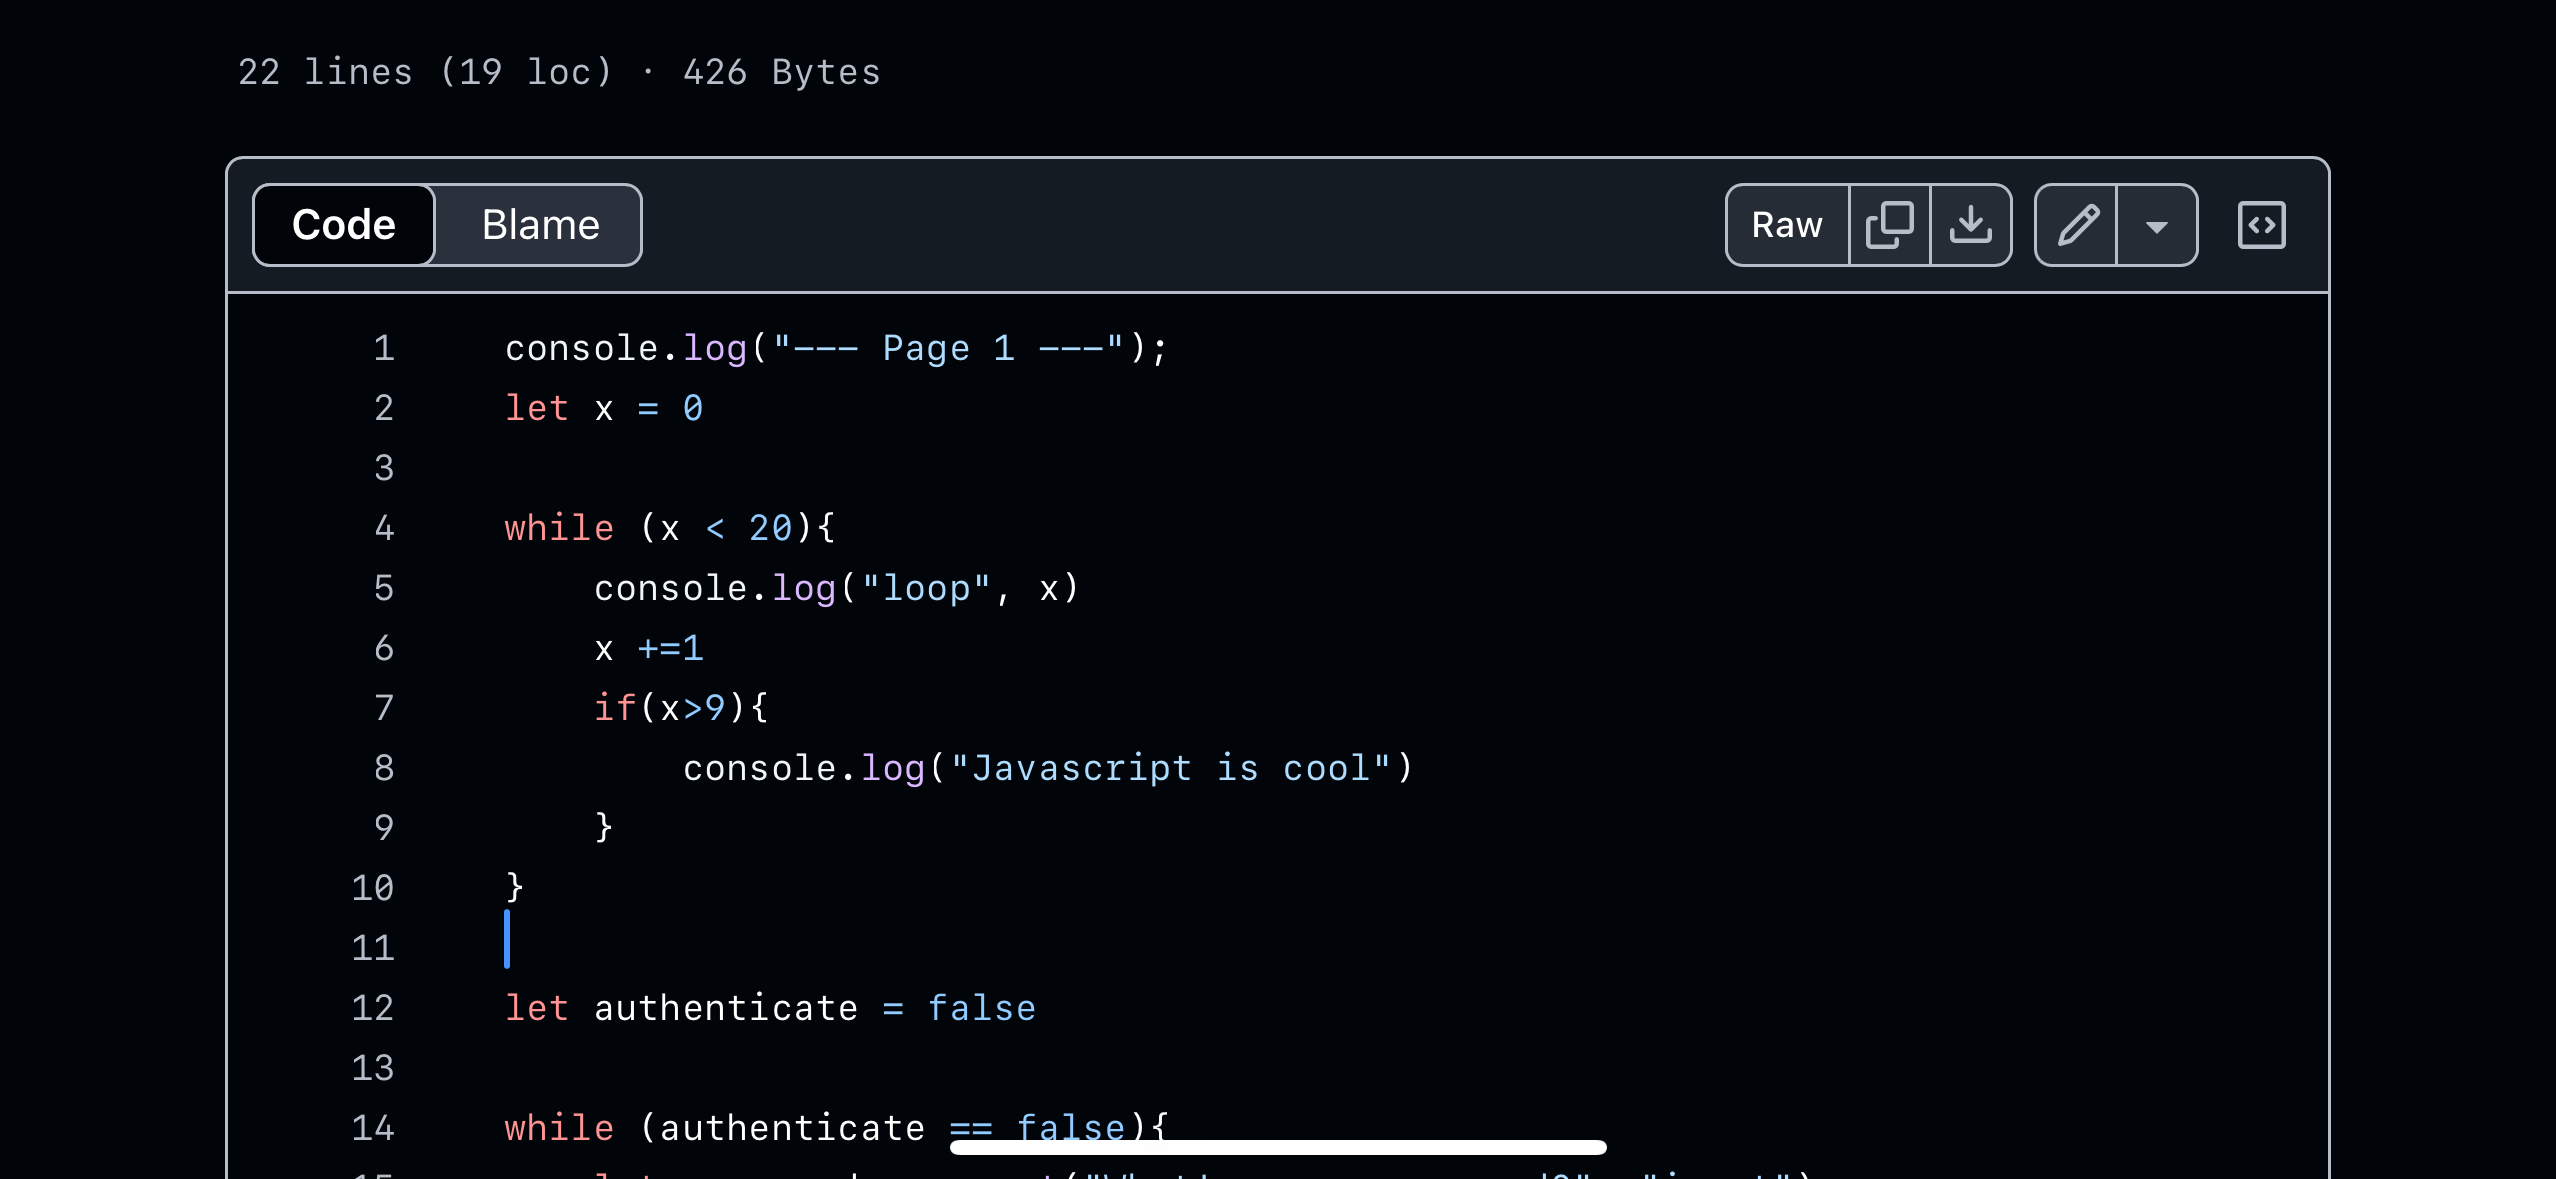 22 lines (19 loc) · 426 Bytes
Code Blame Raw
1 console.log("--- Page 1 ---");
2 let x = 0
3
4 while (x < 20){
5 console.log("loop", x)
6 x +=1
7 if(x>9){
8 console.log("Javascript is cool")
9 }
10 }
11
12 let authenticate = false
13
14 while (authenticate == false){